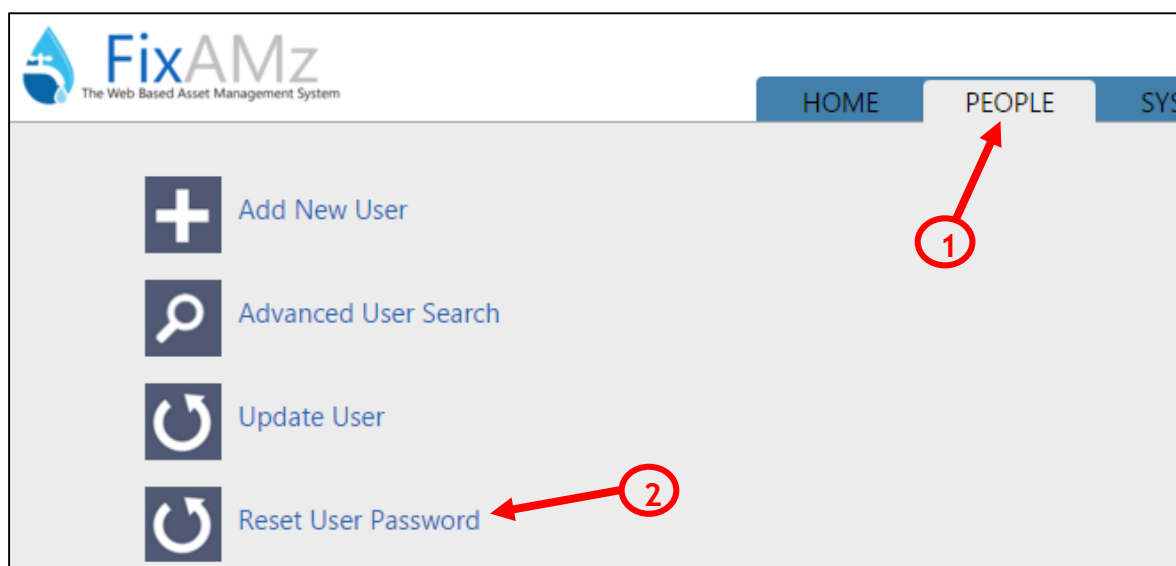 FixAMz
The Web Based Asset Management System
HOME PEOPLE SYS
1
Add New User
Advanced User Search
Update User
2
Reset User Password